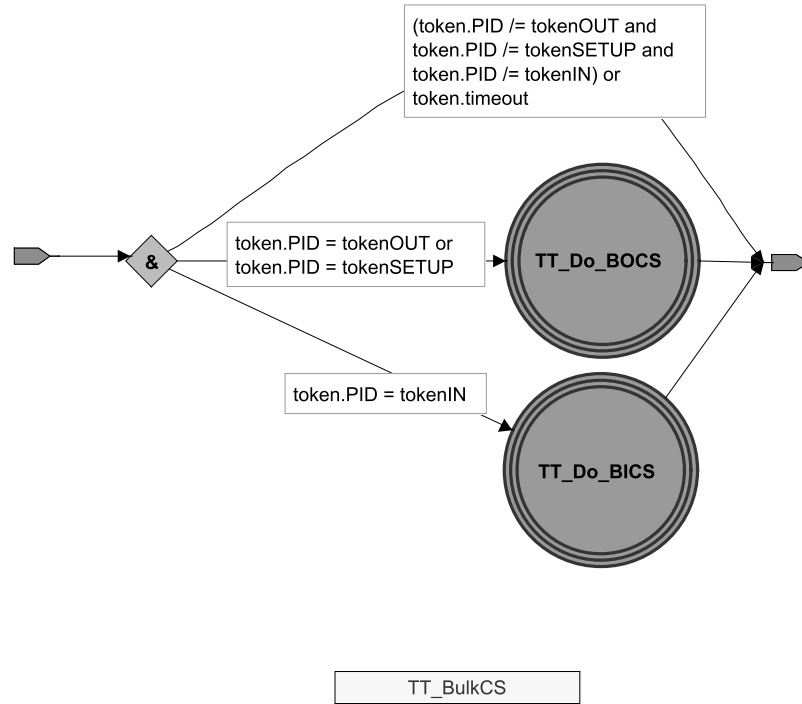 (token.PID /= tokenOUT and
token.PID /= tokenSETUP and
token.PID /= tokenIN) or
token.timeout
&
token.PID = tokenOUT or
token.PID = tokenSETUP
TT_Do_BOCS
token.PID = tokenIN
TT_Do_BICS
TT_BulkCS